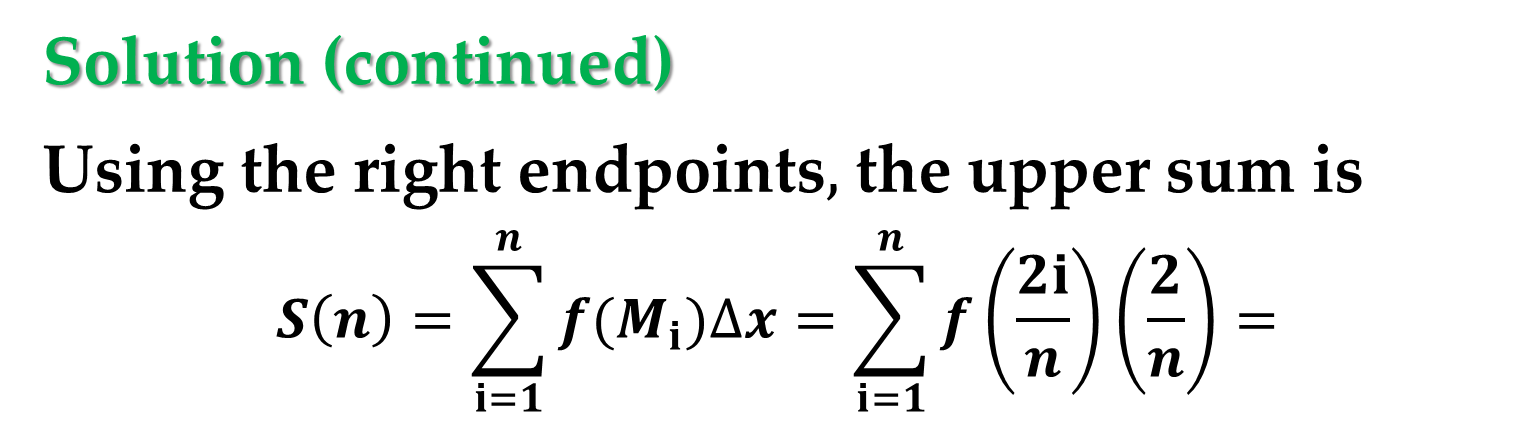 Solution (continued)
Using the right endpoints, the upper sum is
S(n) = ∑_{i=1}^{n} f(M_i)Δx = ∑_{i=1}^{n} f(2i/n)(2/n) =